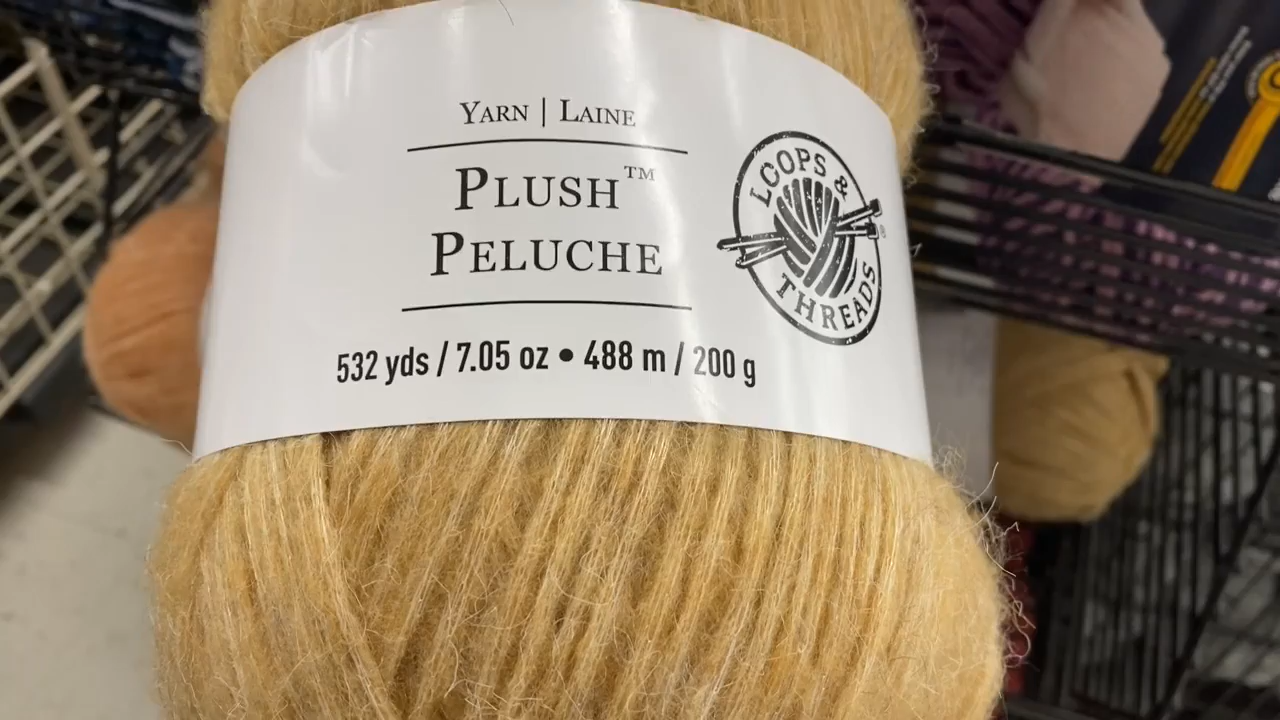 YARN | LAINE
PLUSH™
PELUCHE
532 yds / 7.05 oz • 488 m / 200 g
LOOPS &
THREADS